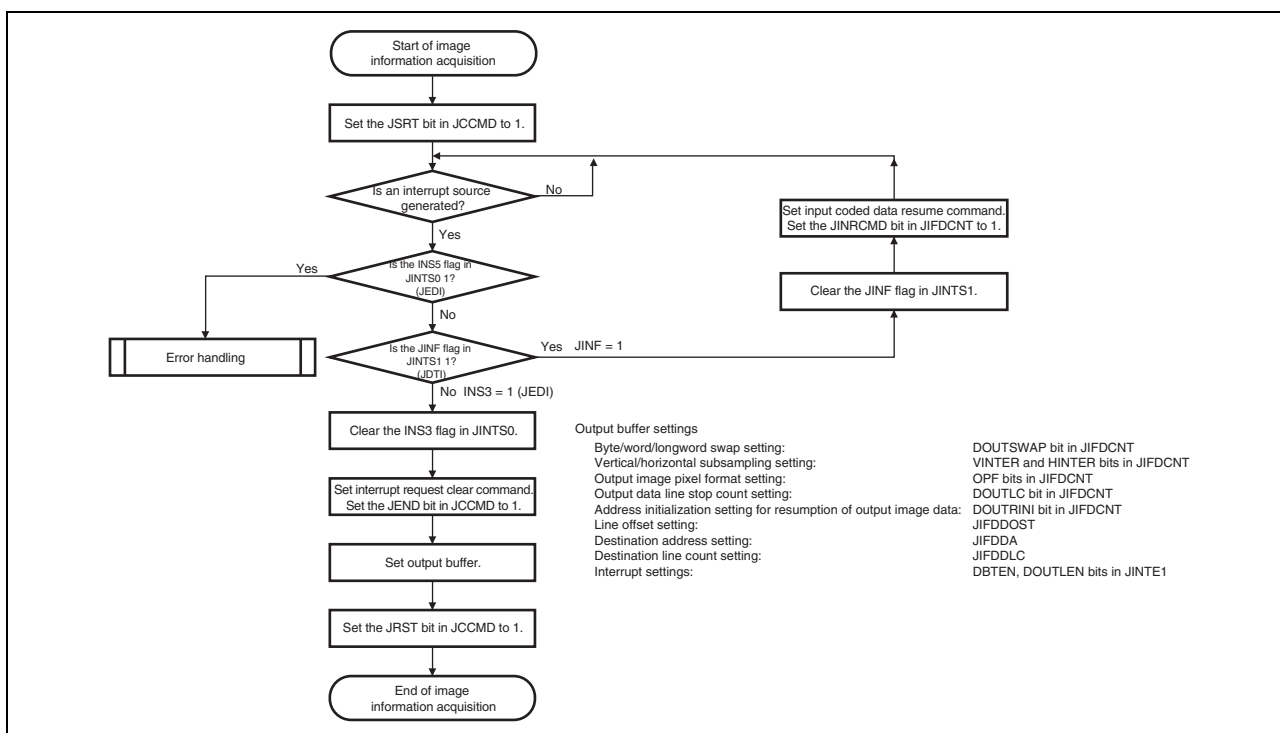 Start of image
information acquisition
Set the JSRT bit in JCCMD to 1.
Is an interrupt source
generated?
No
Yes
Set input coded data resume command.
Set the JINRCMD bit in JIFDCNT to 1.
Is the INS5 flag in
JINTS0 1?
(JEDI)
Yes
No
Clear the JINF flag in JINTS1.
Error handling
Is the JINF flag in
JINTS1 1?
(JDTI)
Yes JINF = 1
No INS3 = 1 (JEDI)
Clear the INS3 flag in JINTS0.
Set interrupt request clear command.
Set the JEND bit in JCCMD to 1.
Set output buffer.
Set the JRST bit in JCCMD to 1.
End of image
information acquisition
Output buffer settings
Byte/word/longword swap setting: DOUTSWAP bit in JIFDCNT
Vertical/horizontal subsampling setting: VINTER and HINTER bits in JIFDCNT
Output image pixel format setting: OPF bits in JIFDCNT
Output data line stop count setting: DOUTLC bit in JIFDCNT
Address initialization setting for resumption of output image data: DOUTRINI bit in JIFDCNT
Line offset setting: JIFDDOST
Destination address setting: JIFDDA
Destination line count setting: JIFDDLC
Interrupt settings: DBTEN, DOUTLEN bits in JINTE1